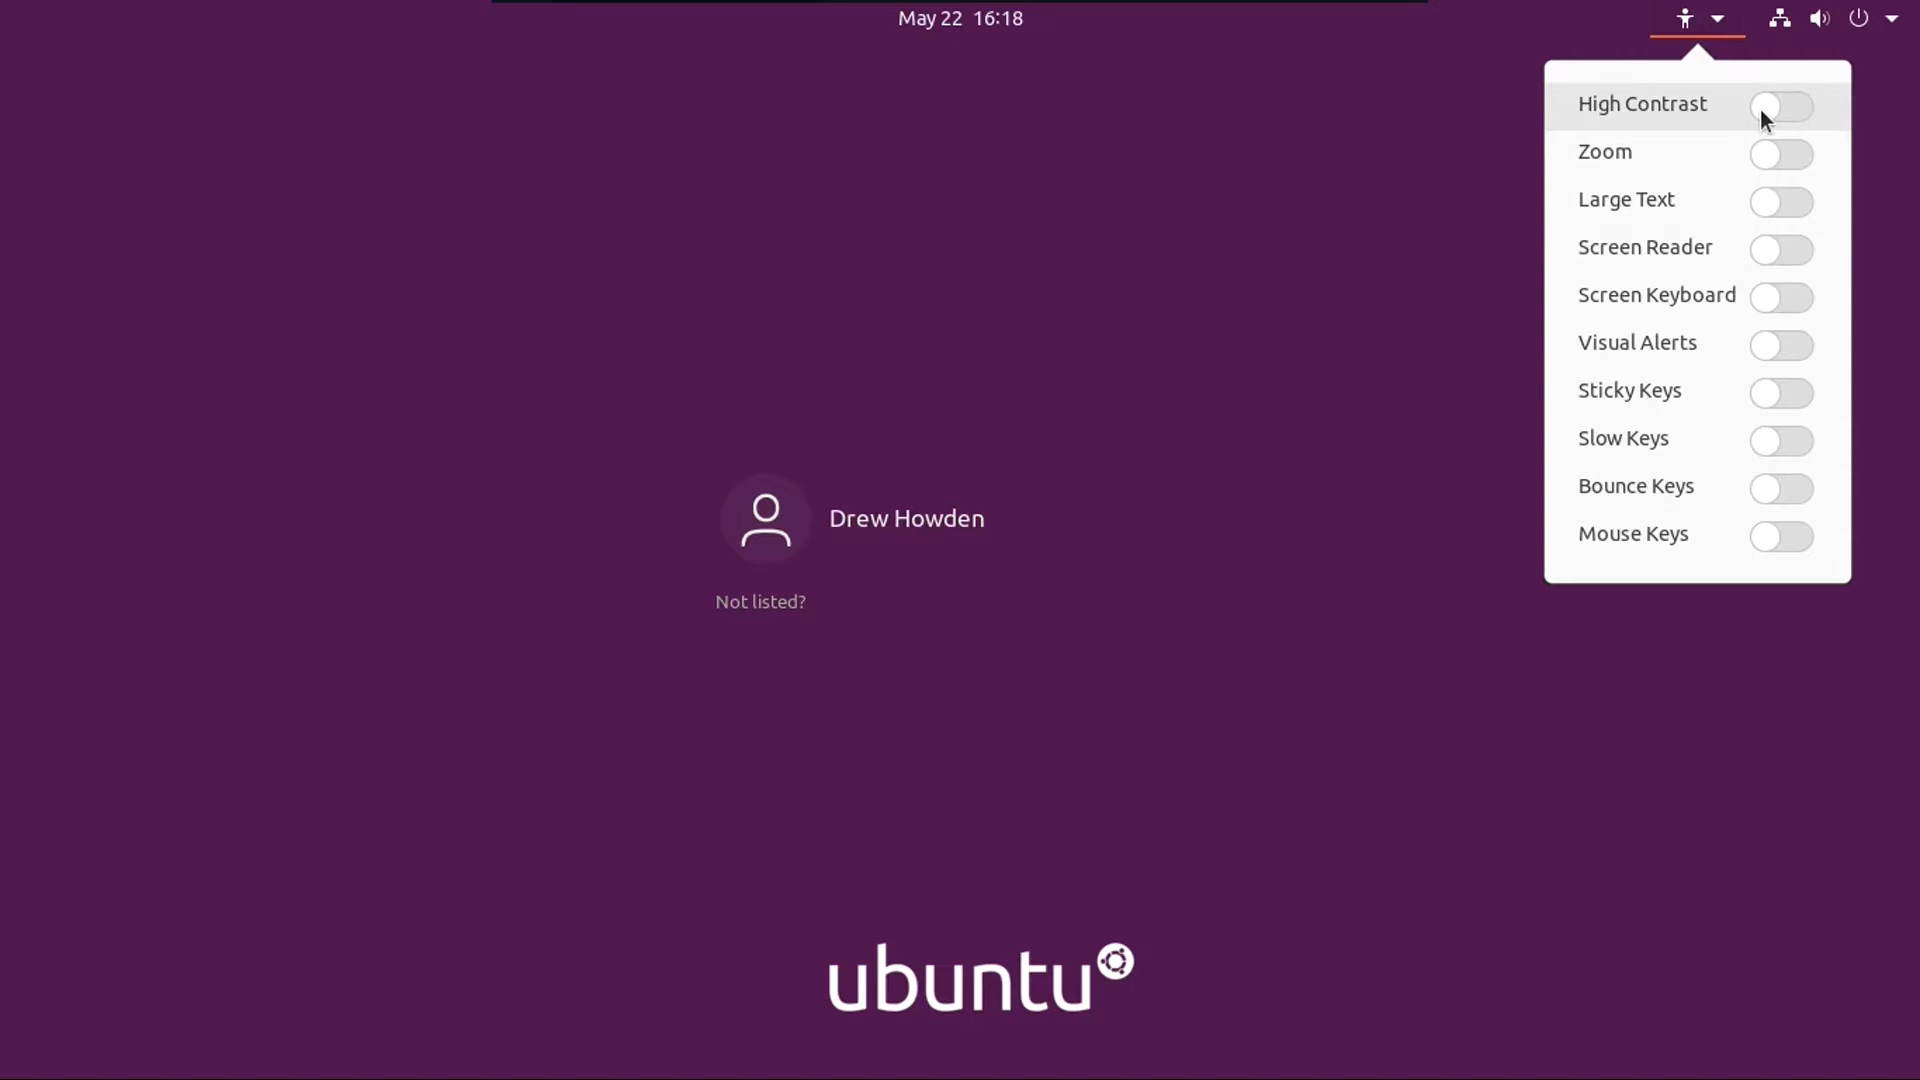 May 22 16:18
High Contrast
Zoom
Large Text
Screen Reader
Screen Keyboard
Visual Alerts
Sticky Keys
Slow Keys
Bounce Keys
Mouse Keys
Drew Howden
Not listed?
ubuntu